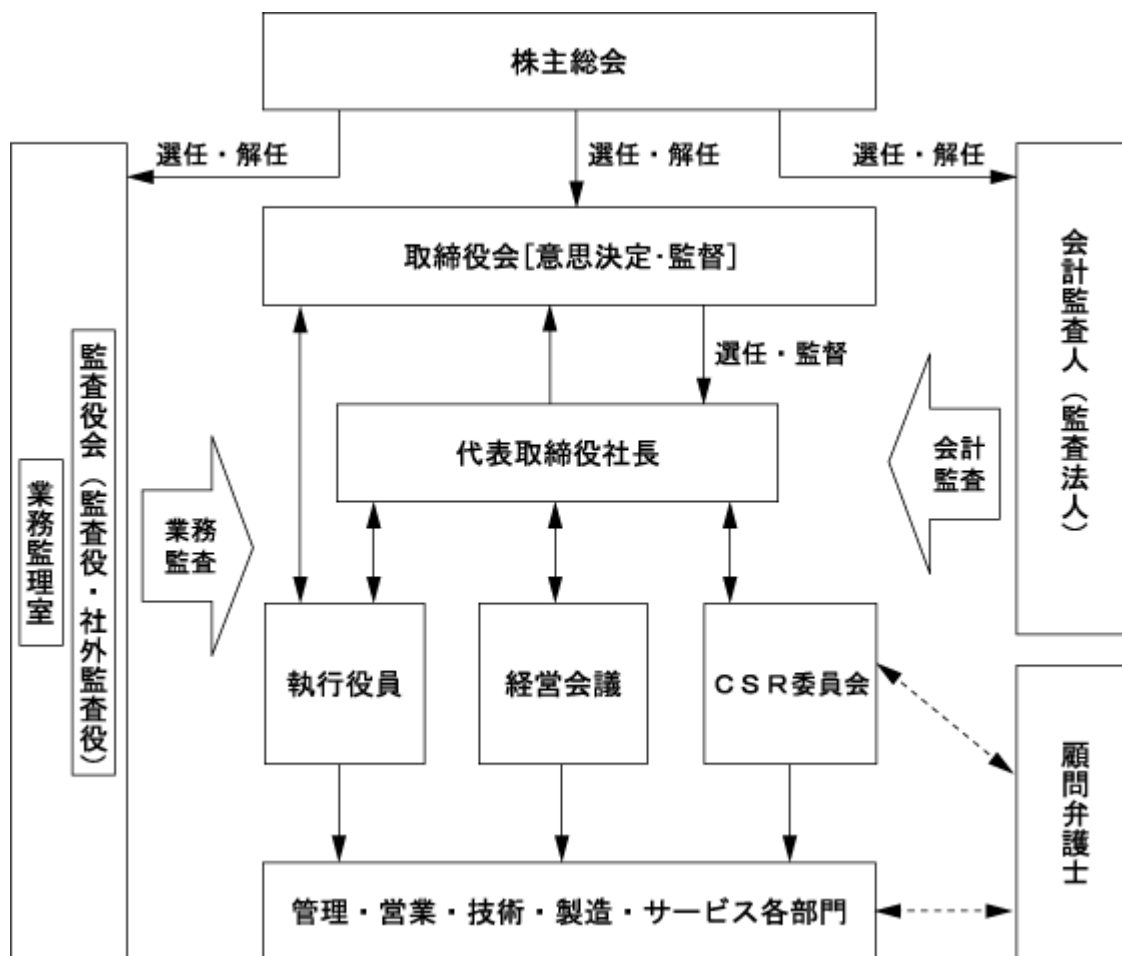 株主総会
選任・解任
選任・解任
選任・解任
取締役会[意思決定・監督]
選任・監督
代表取締役社長
監査役会（監査役・社外監査役）
業務監理室
業務
監査
会計監査人（監査法人）
会計
監査
執行役員
経営会議
ＣＳＲ委員会
顧問弁護士
管理・営業・技術・製造・サービス各部門